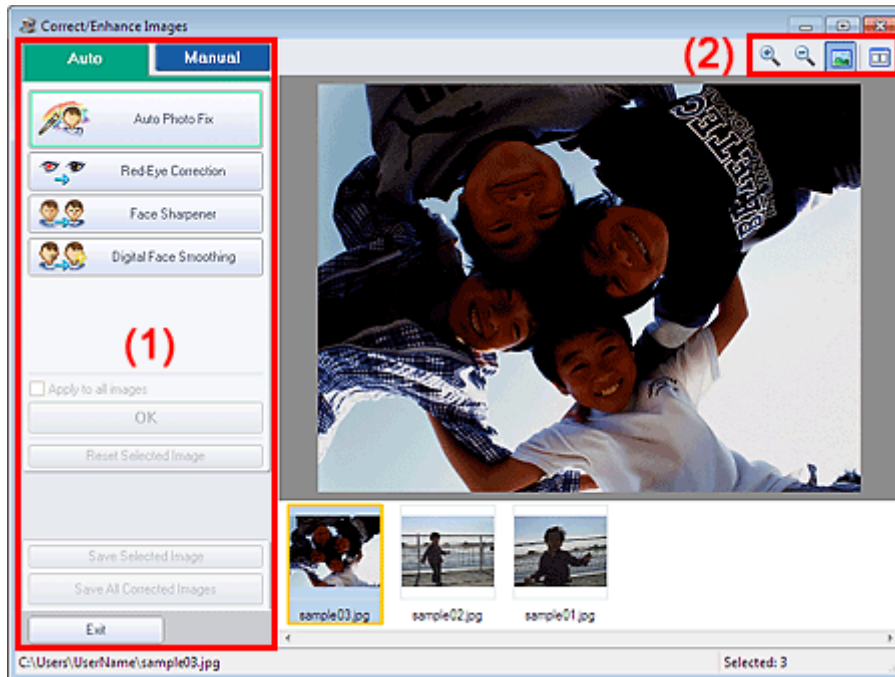 Correct/Enhance Images
Auto
Manual
(2)
Auto Photo Fix
Red-Eye Correction
Face Sharpener
Digital Face Smoothing
(1)
Apply to all images
OK
Reset Selected Image
Save Selected Image
Save All Corrected Images
Exit
sample03.jpg
sample02.jpg
sample01.jpg
C:\Users\UserName\sample03.jpg
Selected: 3